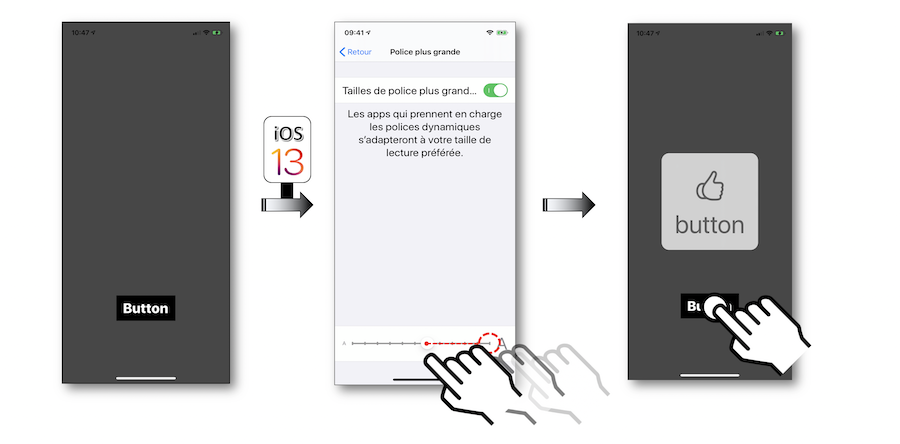 10:47
Button
iOS
13
09:41
Retour
Police plus grande
Tailles de police plus grand...
Les apps qui prennent en charge
les polices dynamiques
s'adapteront à votre taille de
lecture préférée.
A
A
10:47
button
Bu